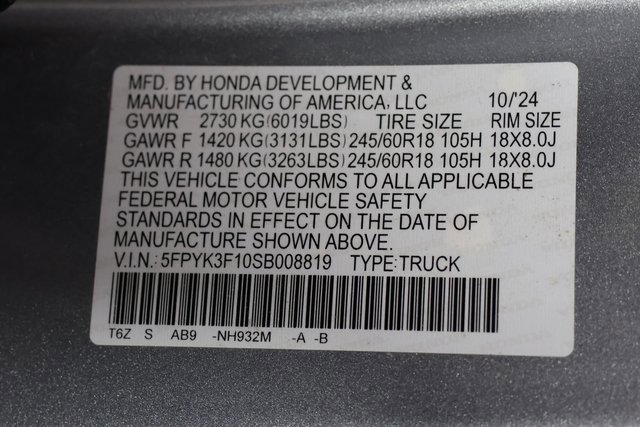 MFD. BY HONDA DEVELOPMENT &
MANUFACTURING OF AMERICA, LLC 10/'24
GVWR 2730 KG(6019LBS) TIRE SIZE RIM SIZE
GAWR F 1420 KG(3131LBS) 245/60R18 105H 18X8.0J
GAWR R 1480 KG(3263LBS) 245/60R18 105H 18X8.0J
THIS VEHICLE CONFORMS TO ALL APPLICABLE
FEDERAL MOTOR VEHICLE SAFETY
STANDARDS IN EFFECT ON THE DATE OF
MANUFACTURE SHOWN ABOVE.
V.I.N.: 5FPYK3F10SB008819 TYPE:TRUCK
T6Z S AB9 -NH932M -A -B